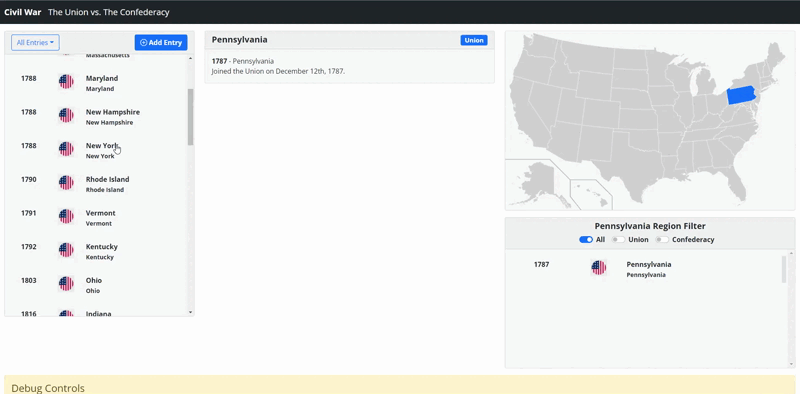 Civil War The Union vs. The Confederacy
All Entries
Add Entry
Massachusetts
1788 Maryland
Maryland
1788 New Hampshire
New Hampshire
1788 New York
New York
1790 Rhode Island
Rhode Island
1791 Vermont
Vermont
1792 Kentucky
Kentucky
1803 Ohio
Ohio
1816 Indiana
Pennsylvania Union
1787 - Pennsylvania
Joined the Union on December 12th, 1787.
Pennsylvania Region Filter
All Union Confederacy
1787 Pennsylvania
Pennsylvania
Debug Controls